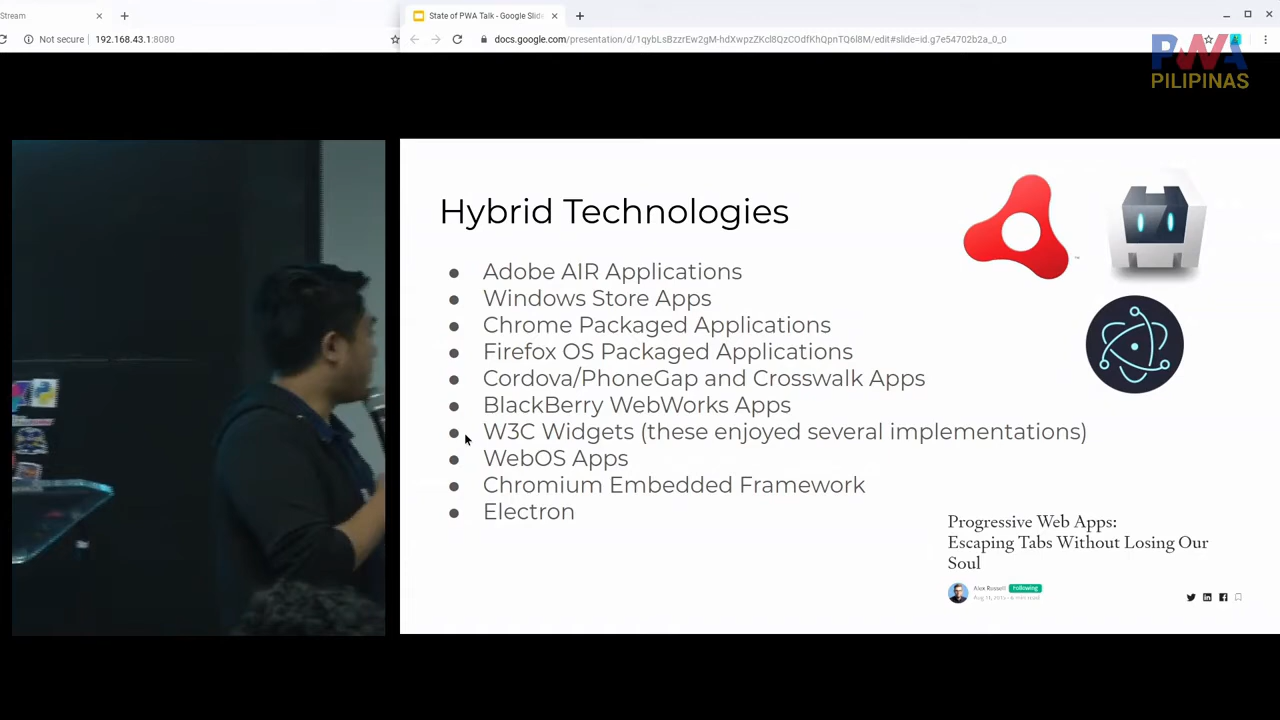 Stream
State of PWA Talk - Google Slid
Not secure
192.168.43.1:8080
docs.google.com/presentation/d/1qybLsBzzrEw2gM-hdXwpzZKcl8QzCOdfKhQpnTQ6l8M/edit#slide=id.g7e54702b2a_0_0
PWA
PILIPINAS
Hybrid Technologies
● Adobe AIR Applications
● Windows Store Apps
● Chrome Packaged Applications
● Firefox OS Packaged Applications
● Cordova/PhoneGap and Crosswalk Apps
● BlackBerry WebWorks Apps
● W3C Widgets (these enjoyed several implementations)
● WebOS Apps
● Chromium Embedded Framework
● Electron
Progressive Web Apps:
Escaping Tabs Without Losing Our
Soul
Alex Russell Following